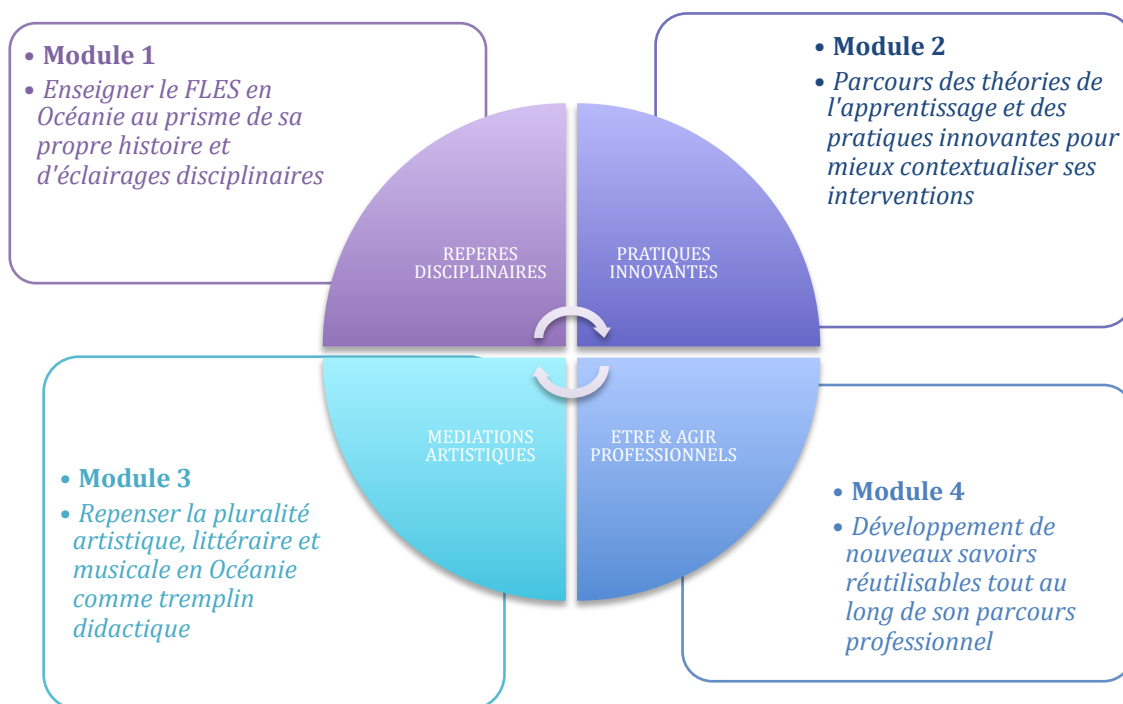 • Module 1
• Enseigner le FLES en
Océanie au prisme de sa
propre histoire et
d'éclairages disciplinaires
• Module 2
• Parcours des théories de
l'apprentissage et des
pratiques innovantes pour
mieux contextualiser ses
interventions
REPERES
DISCIPLINAIRES
PRATIQUES
INNOVANTES
MEDIATIONS
ARTISTIQUES
ETRE & AGIR
PROFESSIONNELS
• Module 3
• Repenser la pluralité
artistique, littéraire et
musicale en Océanie
comme tremplin
didactique
• Module 4
• Développement de
nouveaux savoirs
réutilisables tout au
long de son parcours
professionnel